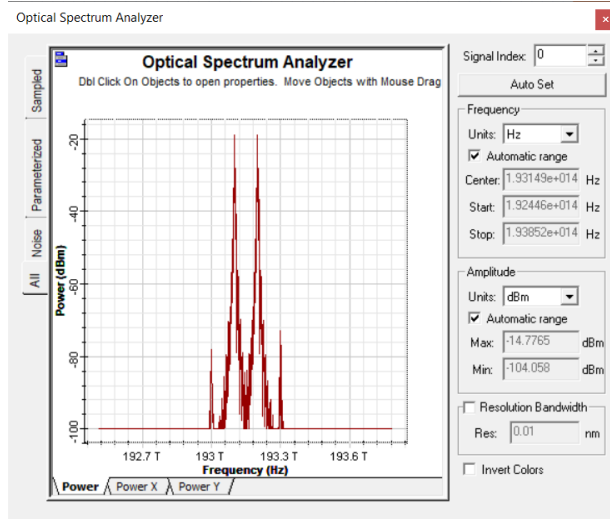 Optical Spectrum Analyzer
Optical Spectrum Analyzer
Dbl Click On Objects to open properties. Move Objects with Mouse Drag
Sampled
Parameterized
Noise
All
Power (dBm)
-20
-40
-60
-80
-100
192.7 T 193 T 193.3 T 193.6 T
Frequency (Hz)
Power Power X Power Y
Signal Index: 0
Auto Set
Frequency
Units: Hz
Automatic range
Center: 1.93149e+014 Hz
Start: 1.92446e+014 Hz
Stop: 1.93852e+014 Hz
Amplitude
Units: dBm
Automatic range
Max: -14.7765 dBm
Min: -104.058 dBm
Resolution Bandwidth
Res: 0.01 nm
Invert Colors